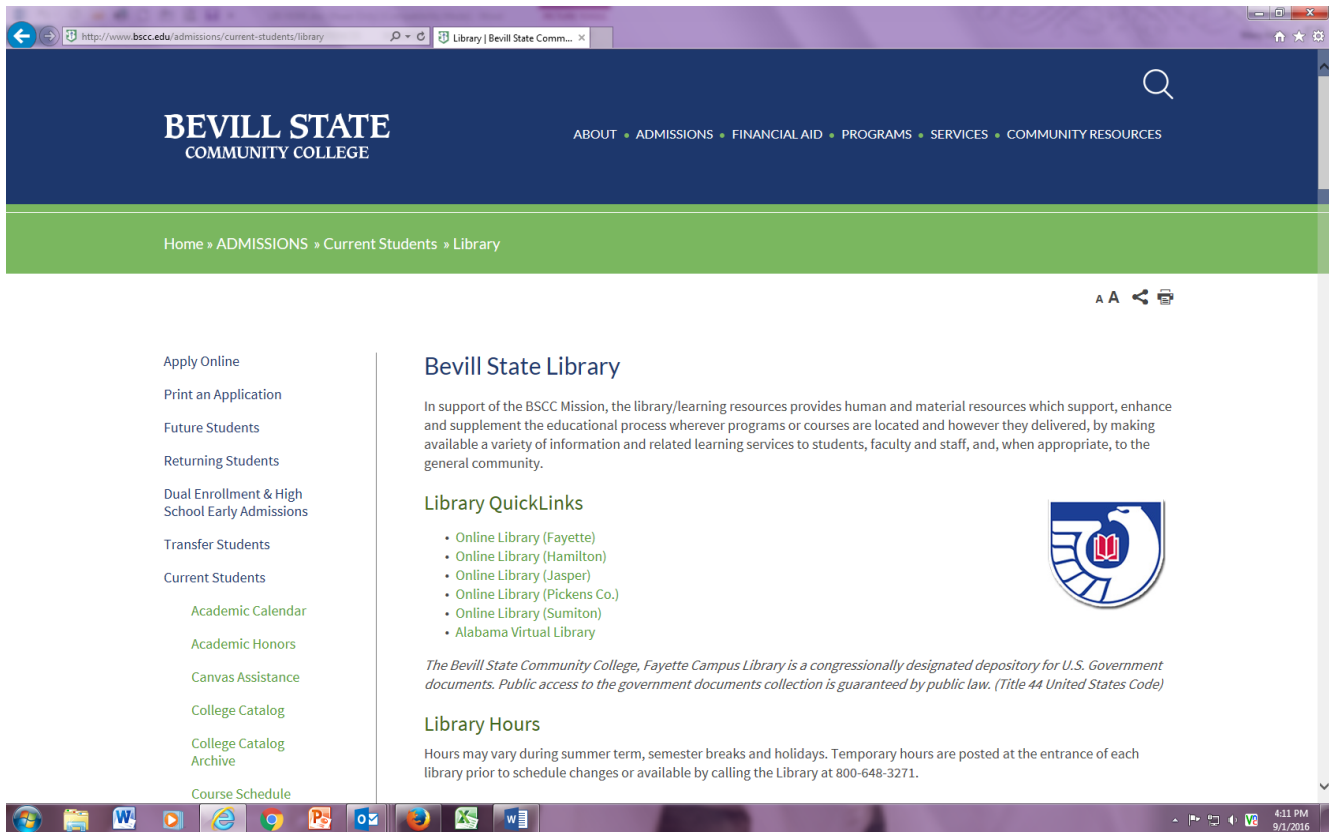 http://www.bscc.edu/admissions/current-students/library
Library | Bevill State Comm...
BEVILL STATE
COMMUNITY COLLEGE
ABOUT • ADMISSIONS • FINANCIAL AID • PROGRAMS • SERVICES • COMMUNITY RESOURCES
Home » ADMISSIONS » Current Students » Library
A A
Apply Online
Print an Application
Future Students
Returning Students
Dual Enrollment & High
School Early Admissions
Transfer Students
Current Students
Academic Calendar
Academic Honors
Canvas Assistance
College Catalog
College Catalog
Archive
Course Schedule
Bevill State Library
In support of the BSCC Mission, the library/learning resources provides human and material resources which support, enhance
and supplement the educational process wherever programs or courses are located and however they delivered, by making
available a variety of information and related learning services to students, faculty and staff, and, when appropriate, to the
general community.
Library QuickLinks
• Online Library (Fayette)
• Online Library (Hamilton)
• Online Library (Jasper)
• Online Library (Pickens Co.)
• Online Library (Sumiton)
• Alabama Virtual Library
The Bevill State Community College, Fayette Campus Library is a congressionally designated depository for U.S. Government
documents. Public access to the government documents collection is guaranteed by public law. (Title 44 United States Code)
Library Hours
Hours may vary during summer term, semester breaks and holidays. Temporary hours are posted at the entrance of each
library prior to schedule changes or available by calling the Library at 800-648-3271.
4:11 PM
9/1/2016